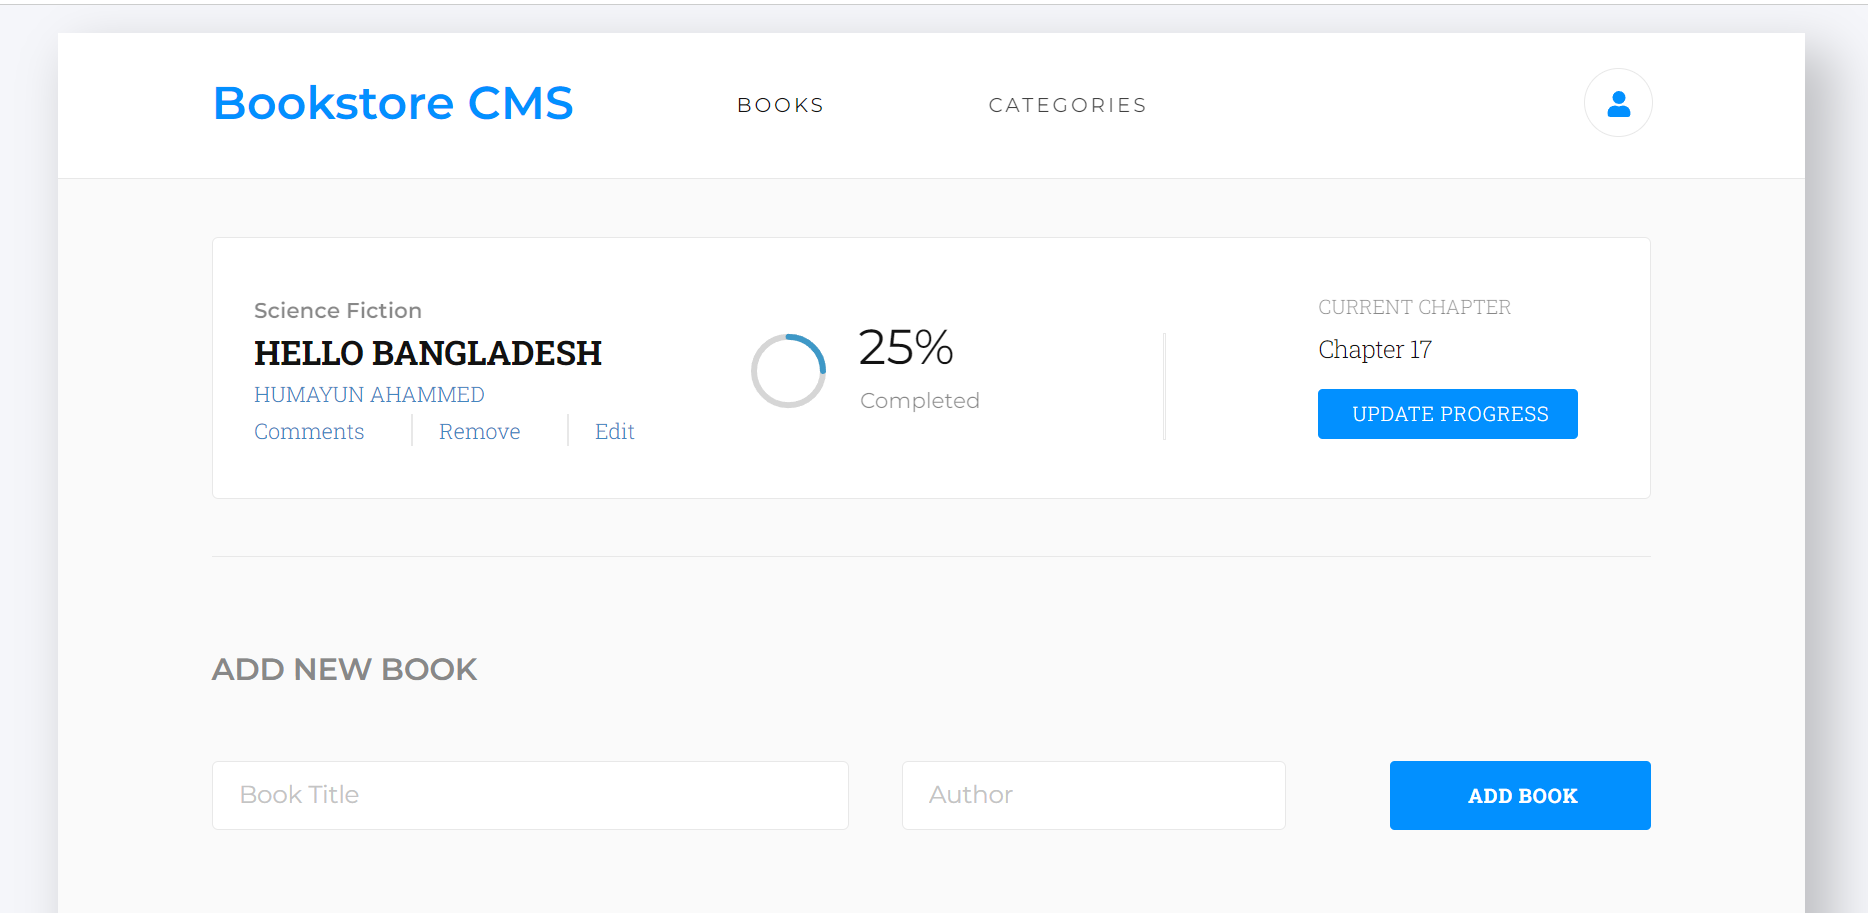 Bookstore CMS
BOOKS
CATEGORIES
Science Fiction
HELLO BANGLADESH
HUMAYUN AHAMMED
Comments
Remove
Edit
25%
Completed
CURRENT CHAPTER
Chapter 17
UPDATE PROGRESS
ADD NEW BOOK
Book Title
Author
ADD BOOK